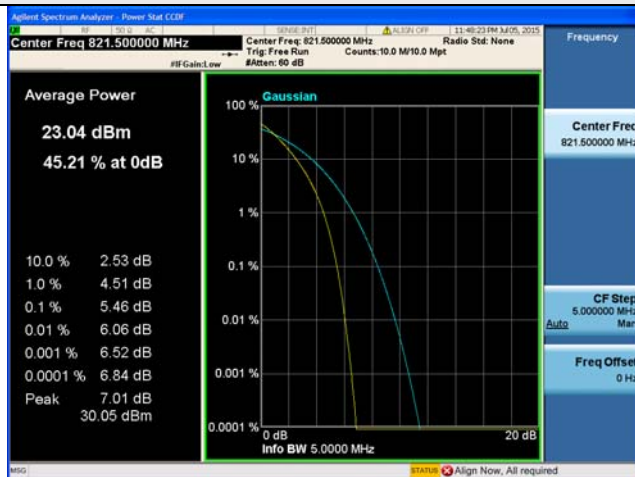 Agilent Spectrum Analyzer - Power Stat CCDF
RF 50 Ω AC SENSE:INT ALIGN OFF 11:48:23 PM Jul 05, 2015
Center Freq 821.500000 MHz
Center Freq: 821.500000 MHz Radio Std: None
Trig: Free Run Counts:10.0 M/10.0 Mpt
#IFGain:Low #Atten: 60 dB
Frequency
Average Power
23.04 dBm
45.21 % at 0dB
10.0 % 2.53 dB
1.0 % 4.51 dB
0.1 % 5.46 dB
0.01 % 6.06 dB
0.001 % 6.52 dB
0.0001 % 6.84 dB
Peak 7.01 dB
30.05 dBm
Gaussian
100 %
10 %
1 %
0.1 %
0.01 %
0.001 %
0.0001 %
0 dB 20 dB
Info BW 5.0000 MHz
Center Freq
821.500000 MHz
CF Step
5.000000 MHz
Auto Man
Freq Offset
0 Hz
MSG STATUS Align Now, All required